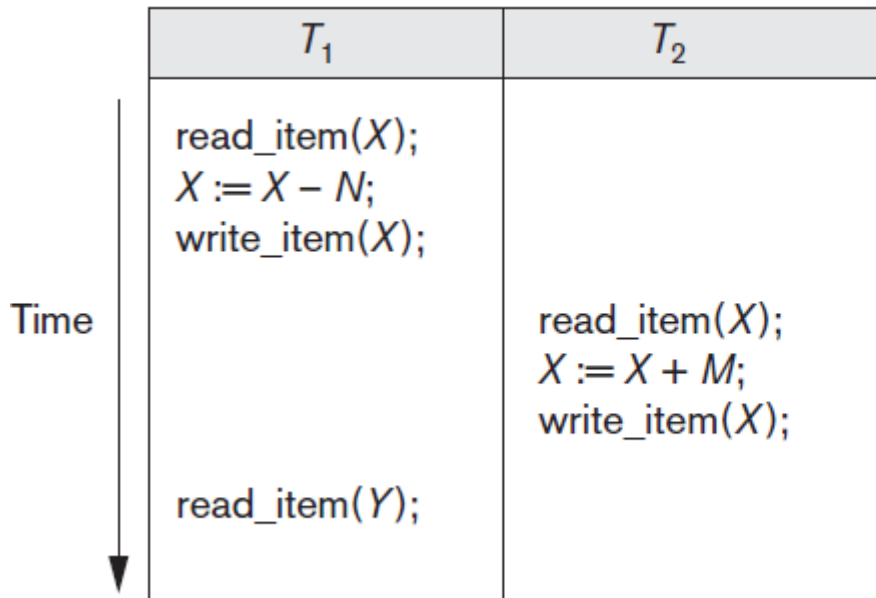 T₁ T₂
read_item(X);
X := X – N;
write_item(X);
Time
read_item(X);
X := X + M;
write_item(X);
read_item(Y);